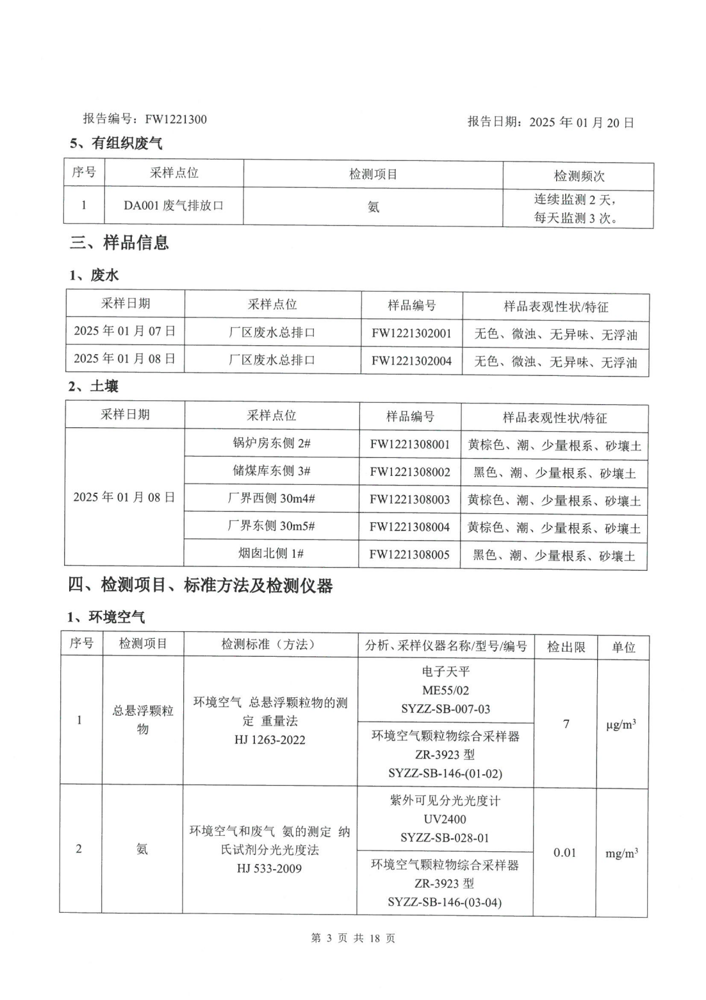 报告编号：FW1221300 报告日期：2025 年 01 月 20 日
5、有组织废气
序号 采样点位 检测项目 检测频次
1 DA001 废气排放口 氨 连续监测 2 天，
每天监测 3 次。
三、样品信息
1、废水
采样日期 采样点位 样品编号 样品表观性状/特征
2025 年 01 月 07 日 厂区废水总排口 FW1221302001 无色、微浊、无异味、无浮油
2025 年 01 月 08 日 厂区废水总排口 FW1221302004 无色、微浊、无异味、无浮油
2、土壤
采样日期 采样点位 样品编号 样品表观性状/特征
2025 年 01 月 08 日
锅炉房东侧 2# FW1221308001 黄棕色、潮、少量根系、砂壤土
储煤库东侧 3# FW1221308002 黑色、潮、少量根系、砂壤土
厂界西侧 30m4# FW1221308003 黄棕色、潮、少量根系、砂壤土
厂界东侧 30m5# FW1221308004 黄棕色、潮、少量根系、砂壤土
烟囱北侧 1# FW1221308005 黑色、潮、少量根系、砂壤土
四、检测项目、标准方法及检测仪器
1、环境空气
序号 检测项目 检测标准（方法） 分析、采样仪器名称/型号/编号 检出限 单位
1
总悬浮颗粒
物
环境空气 总悬浮颗粒物的测
定 重量法
HJ 1263-2022
电子天平
ME55/02
SYZZ-SB-007-03
环境空气颗粒物综合采样器
ZR-3923 型
SYZZ-SB-146-(01-02)
7
μg/m³
2
氨
环境空气和废气 氨的测定 纳
氏试剂分光光度法
HJ 533-2009
紫外可见分光光度计
UV2400
SYZZ-SB-028-01
环境空气颗粒物综合采样器
ZR-3923 型
SYZZ-SB-146-(03-04)
0.01
mg/m³
第 3 页 共 18 页